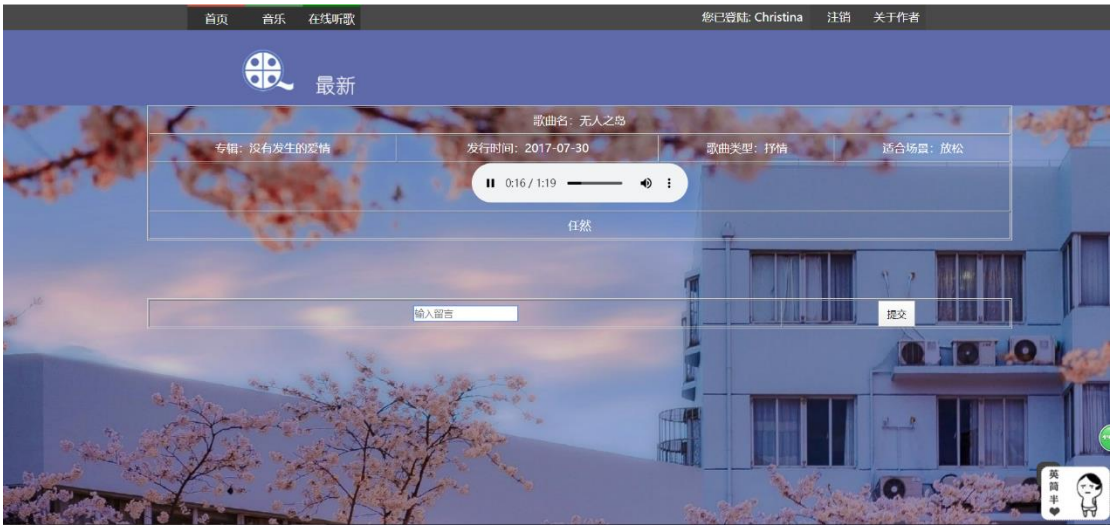 首页 音乐 在线听歌 您已登陆: Christina 注销 关于作者
最新
歌曲名：无人之岛
专辑：没有发生的爱情 发行时间：2017-07-30 歌曲类型：抒情 适合场景：放松
0:16 / 1:19
任然
输入留言 提交
英
简
半